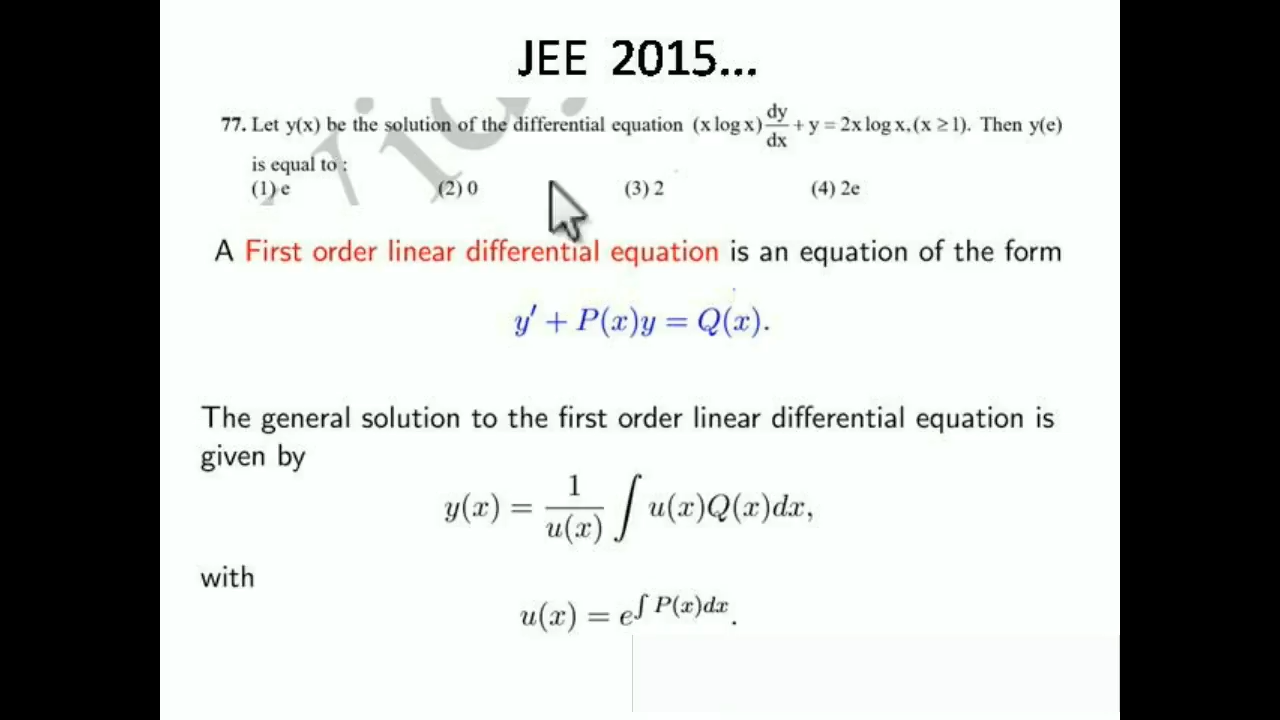 JEE 2015...
77. Let y(x) be the solution of the differential equation (x log x) dy/dx + y = 2x log x, (x ≥ 1). Then y(e)
is equal to :
(1) e (2) 0 (3) 2 (4) 2e
A First order linear differential equation is an equation of the form
y′ + P(x)y = Q(x).
The general solution to the first order linear differential equation is
given by
y(x) = 1/u(x) ∫ u(x)Q(x)dx,
with
u(x) = e^{∫ P(x)dx}.